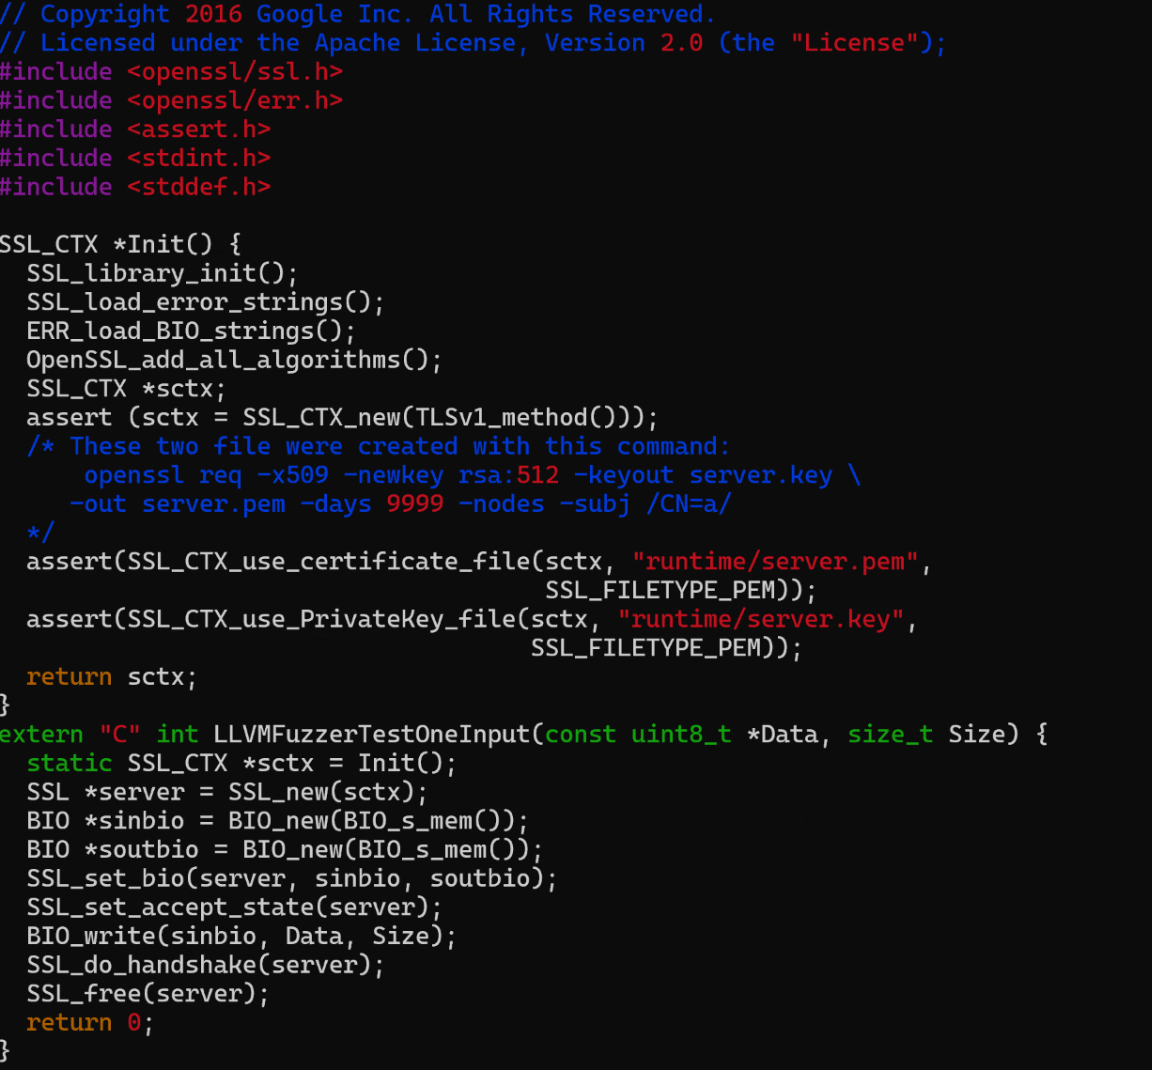 // Copyright 2016 Google Inc. All Rights Reserved.
// Licensed under the Apache License, Version 2.0 (the "License");
#include <openssl/ssl.h>
#include <openssl/err.h>
#include <assert.h>
#include <stdint.h>
#include <stddef.h>

SSL_CTX *Init() {
  SSL_library_init();
  SSL_load_error_strings();
  ERR_load_BIO_strings();
  OpenSSL_add_all_algorithms();
  SSL_CTX *sctx;
  assert (sctx = SSL_CTX_new(TLSv1_method()));
  /* These two file were created with this command:
      openssl req -x509 -newkey rsa:512 -keyout server.key \
     -out server.pem -days 9999 -nodes -subj /CN=a/
  */
  assert(SSL_CTX_use_certificate_file(sctx, "runtime/server.pem",
                                      SSL_FILETYPE_PEM));
  assert(SSL_CTX_use_PrivateKey_file(sctx, "runtime/server.key",
                                     SSL_FILETYPE_PEM));
  return sctx;
}
extern "C" int LLVMFuzzerTestOneInput(const uint8_t *Data, size_t Size) {
  static SSL_CTX *sctx = Init();
  SSL *server = SSL_new(sctx);
  BIO *sinbio = BIO_new(BIO_s_mem());
  BIO *soutbio = BIO_new(BIO_s_mem());
  SSL_set_bio(server, sinbio, soutbio);
  SSL_set_accept_state(server);
  BIO_write(sinbio, Data, Size);
  SSL_do_handshake(server);
  SSL_free(server);
  return 0;
}